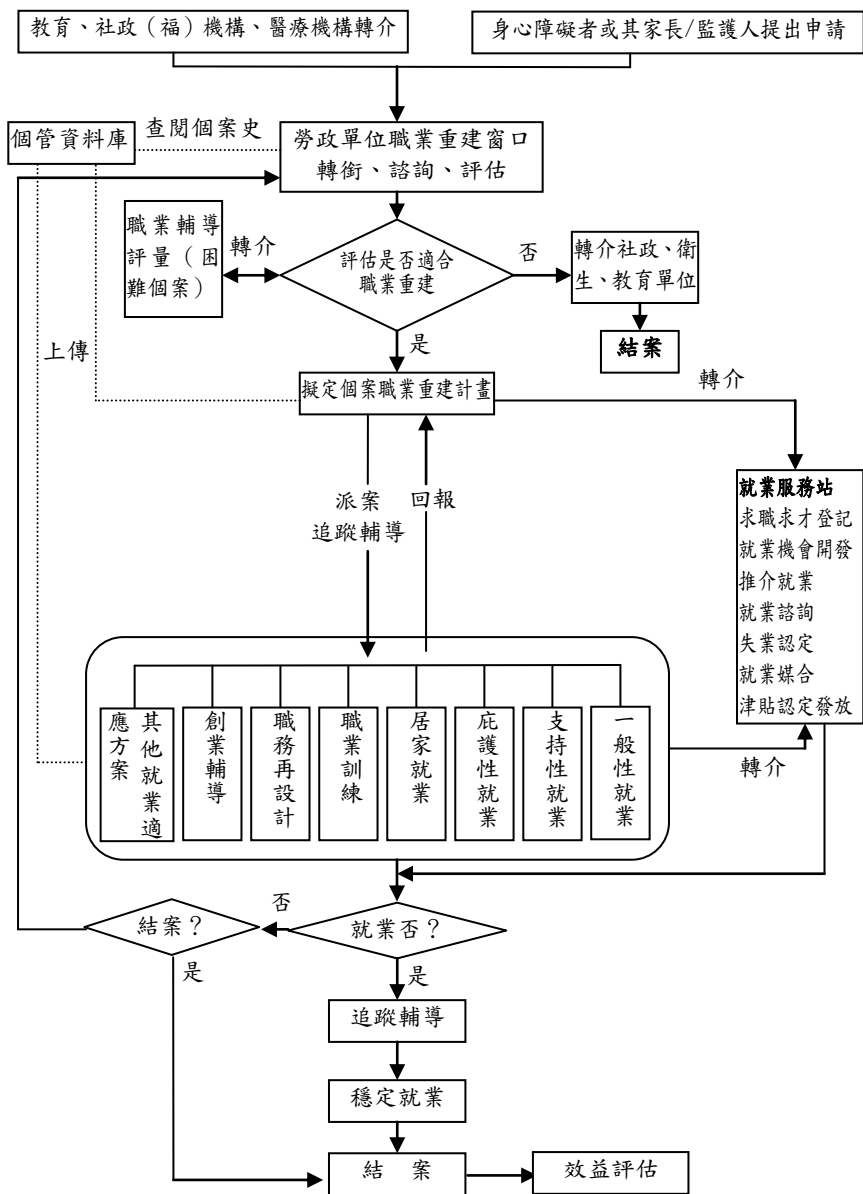 教育、社政（福）機構、醫療機構轉介
身心障礙者或其家長/監護人提出申請
個管資料庫
查閱個案史
勞政單位職業重建窗口
轉銜、諮詢、評估
職業輔導
評量（困
難個案）
轉介
評估是否適合
職業重建
否
轉介社政、衛
生、教育單位
結案
是
上傳
擬定個案職業重建計畫
轉介
派案
追蹤輔導
回報
就業服務站
求職求才登記
就業機會開發
推介就業
就業諮詢
失業認定
就業媒合
津貼認定發放
其他就業適
應方案
創業輔導
職務再設計
職業訓練
居家就業
庇護性就業
支持性就業
一般性就業
轉介
結案？
否
就業否？
是
是
追蹤輔導
穩定就業
結 案
效益評估